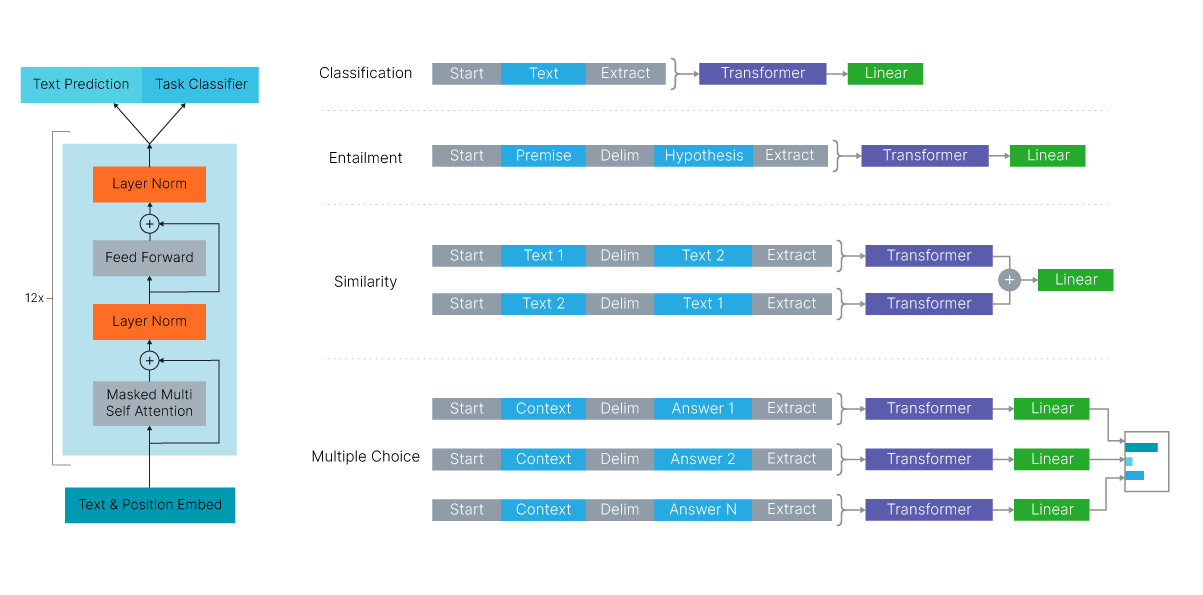 Text Prediction
Task Classifier
12x
Layer Norm
+
Feed Forward
Layer Norm
+
Masked Multi
Self Attention
Text & Position Embed
Classification
Start Text Extract Transformer Linear
Entailment
Start Premise Delim Hypothesis Extract Transformer Linear
Similarity
Start Text 1 Delim Text 2 Extract Transformer
Start Text 2 Delim Text 1 Extract Transformer
+
Linear
Multiple Choice
Start Context Delim Answer 1 Extract Transformer Linear
Start Context Delim Answer 2 Extract Transformer Linear
Start Context Delim Answer N Extract Transformer Linear